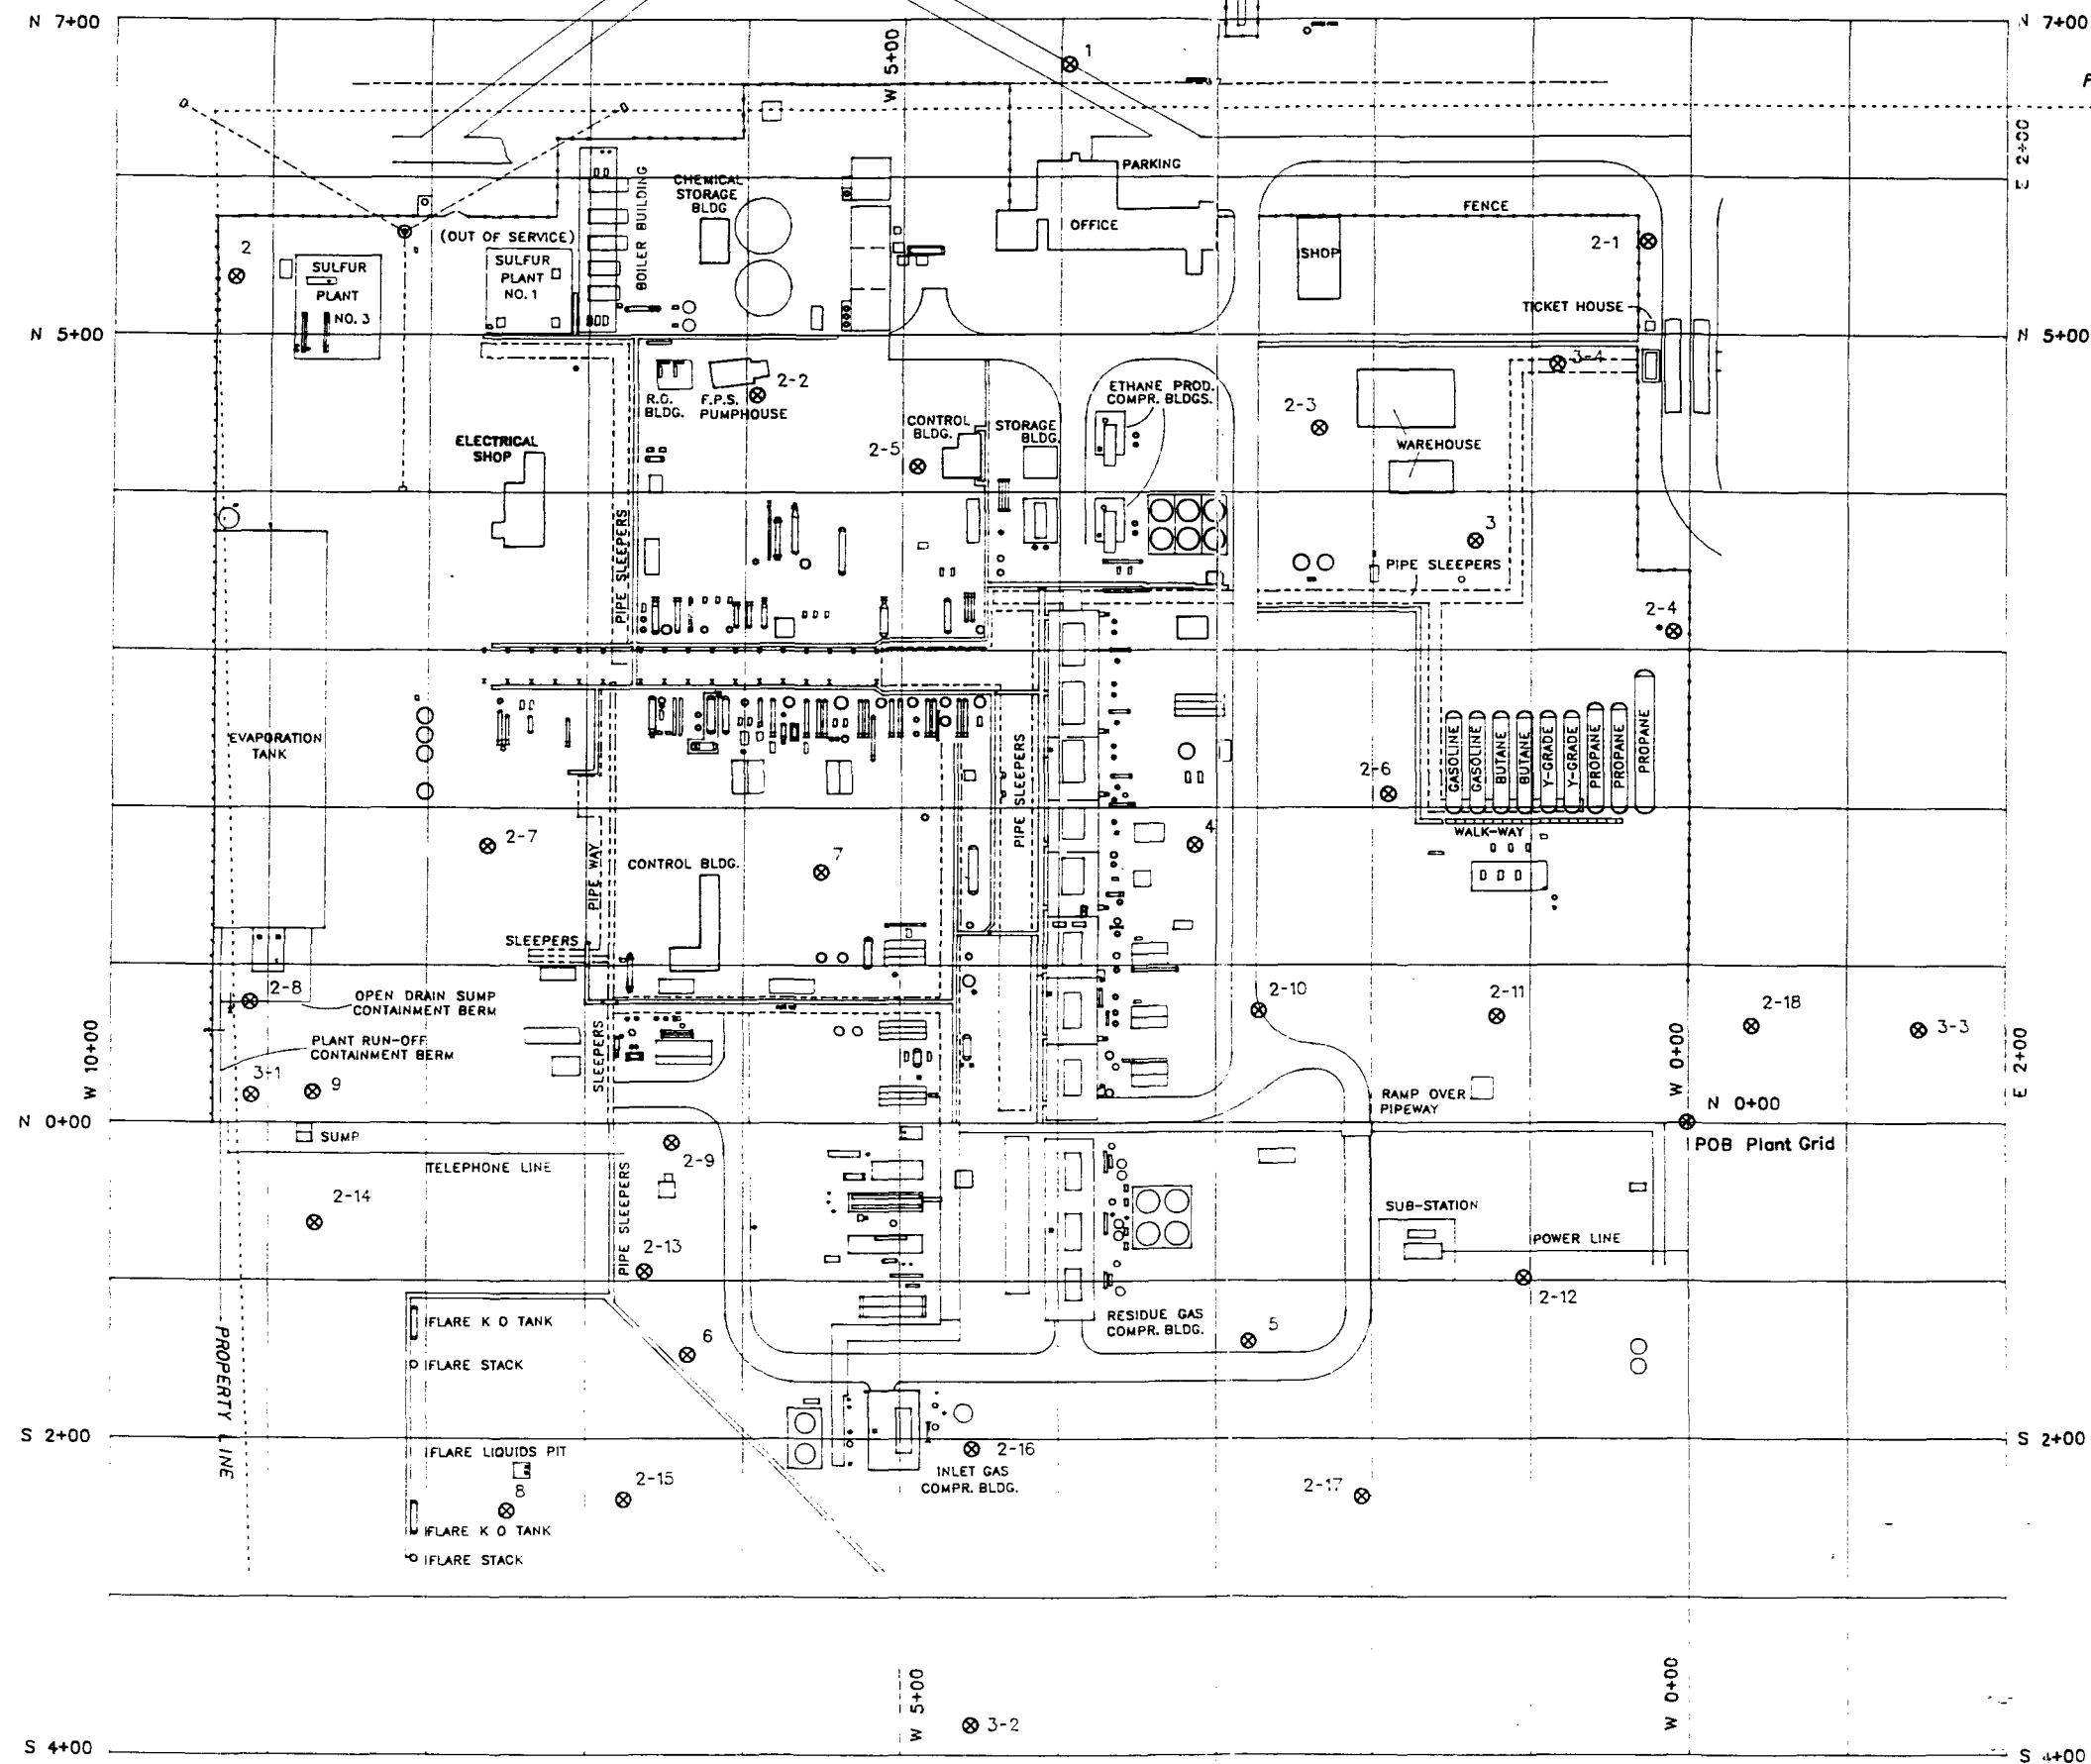 N 7+00
N 7+00
1
W 5+00
E 2+00
PARKING
CHEMICAL
STORAGE
BLDG
BOILER BUILDING
FENCE
OFFICE
2
(OUT OF SERVICE)
SULFUR
PLANT
NO. 3
SULFUR
PLANT
NO. 1
SHOP
2-1
TICKET HOUSE
N 5+00
N 5+00
3-4
2-2
R.O.
BLDG.
F.P.S.
PUMPHOUSE
ETHANE PROD.
COMPR. BLDGS.
2-3
CONTROL
BLDG.
STORAGE
BLDG.
WAREHOUSE
ELECTRICAL
SHOP
2-5
PIPE SLEEPERS
3
PIPE SLEEPERS
2-4
EVAPORATION
TANK
PIPE SLEEPERS
GASOLINE
GASOLINE
BUTANE
BUTANE
Y-GRADE
Y-GRADE
PROPANE
PROPANE
PROPANE
2-6
WALK-WAY
2-7
PIPE WAY
CONTROL BLDG.
7
4
SLEEPERS
2-8
OPEN DRAIN SUMP
CONTAINMENT BERM
2-10
2-11
2-18
3-3
W 10+00
PLANT RUN-OFF
CONTAINMENT BERM
SLEEPERS
W 0+00
E 2+00
3-1
9
RAMP OVER
PIPEWAY
N 0+00
N 0+00
POB Plant Grid
SUMP
TELEPHONE LINE
2-9
PIPE SLEEPERS
2-14
SUB-STATION
2-13
POWER LINE
2-12
FLARE K O TANK
RESIDUE GAS
COMPR. BLDG.
5
6
FLARE STACK
PROPERTY LINE
S 2+00
S 2+00
FLARE LIQUIDS PIT
2-16
INLET GAS
COMPR. BLDG.
2-15
2-17
8
FLARE K O TANK
FLARE STACK
W 5+00
W 0+00
3-2
S 4+00
S 4+00